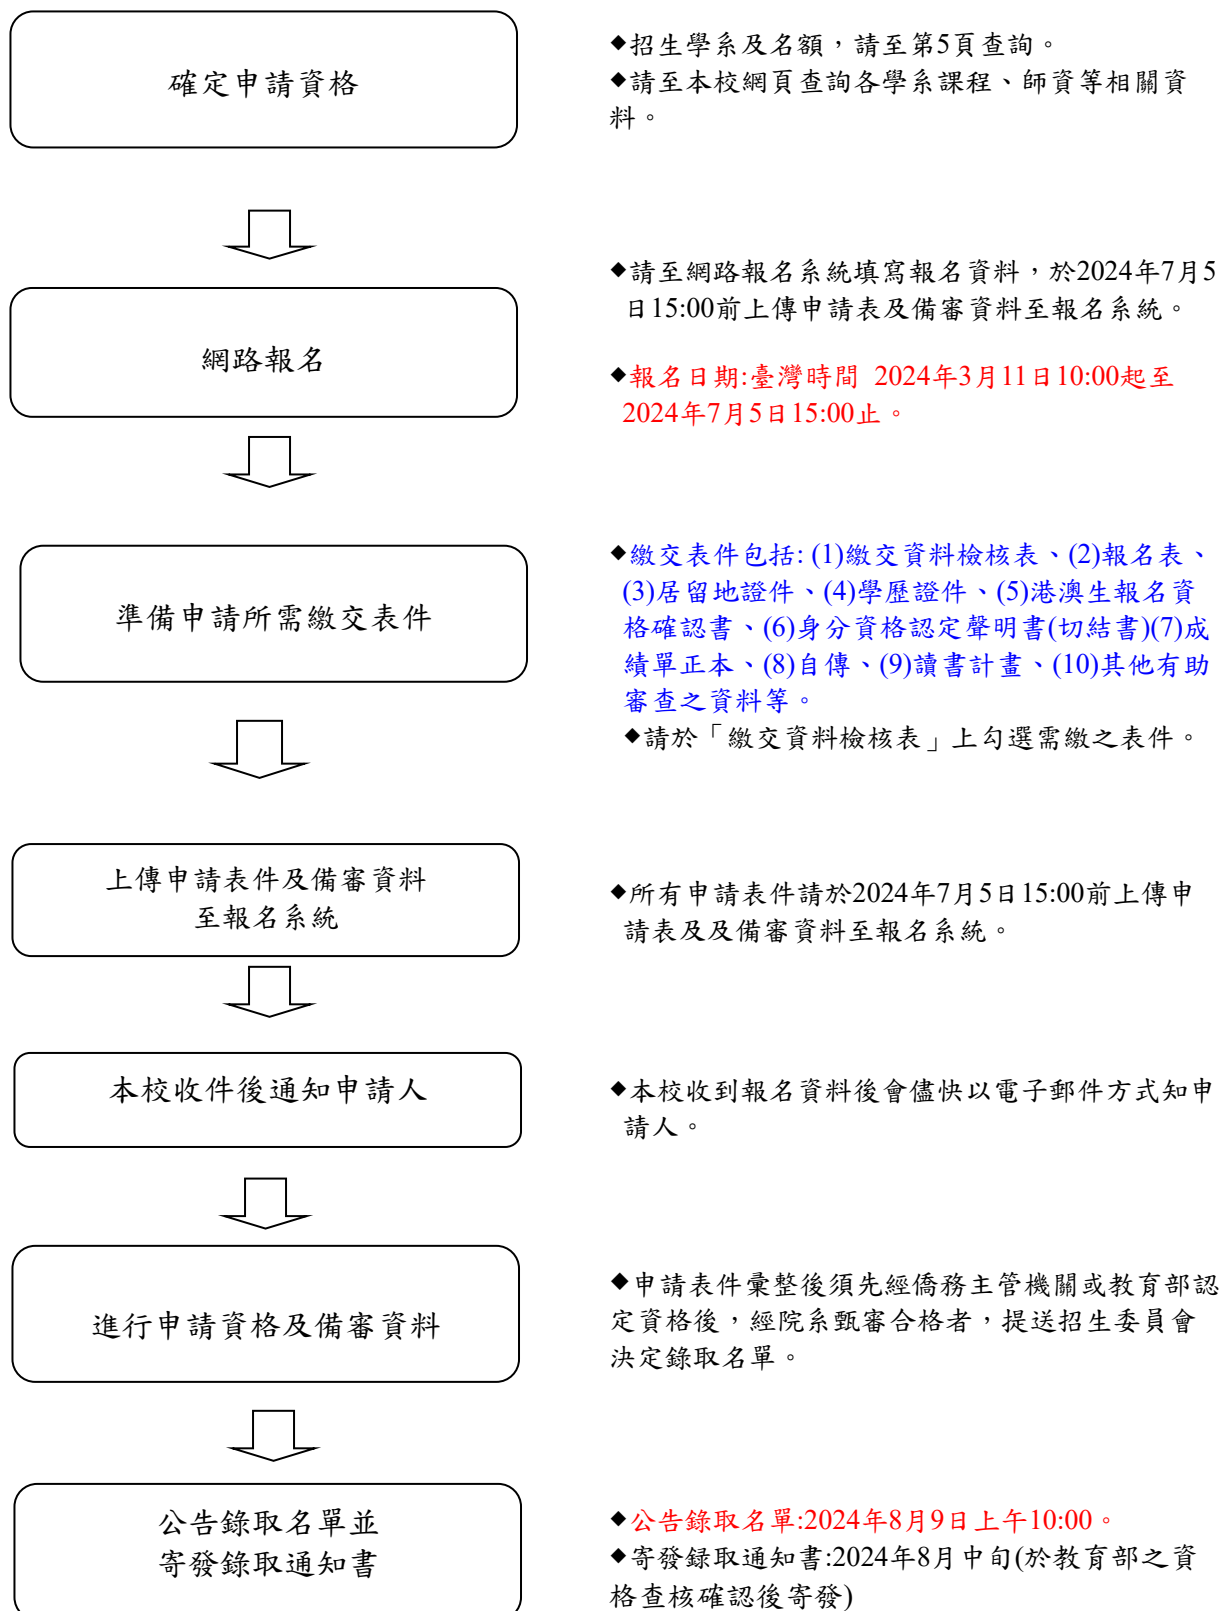 確定申請資格
◆招生學系及名額，請至第5頁查詢。
◆請至本校網頁查詢各學系課程、師資等相關資
料。
◆請至網路報名系統填寫報名資料，於2024年7月5
日15:00前上傳申請表及備審資料至報名系統。
網路報名
◆報名日期:臺灣時間 2024年3月11日10:00起至
2024年7月5日15:00止。
準備申請所需繳交表件
◆繳交表件包括: (1)繳交資料檢核表、(2)報名表、
(3)居留地證件、(4)學歷證件、(5)港澳生報名資
格確認書、(6)身分資格認定聲明書(切結書)(7)成
績單正本、(8)自傳、(9)讀書計畫、(10)其他有助
審查之資料等。
◆請於「繳交資料檢核表」上勾選需繳之表件。
上傳申請表件及備審資料
至報名系統
◆所有申請表件請於2024年7月5日15:00前上傳申
請表及及備審資料至報名系統。
本校收件後通知申請人
◆本校收到報名資料後會儘快以電子郵件方式知申
請人。
進行申請資格及備審資料
◆申請表件彙整後須先經僑務主管機關或教育部認
定資格後，經院系甄審合格者，提送招生委員會
決定錄取名單。
公告錄取名單並
寄發錄取通知書
◆公告錄取名單:2024年8月9日上午10:00。
◆寄發録取通知書:2024年8月中旬(於教育部之資
格查核確認後寄發)